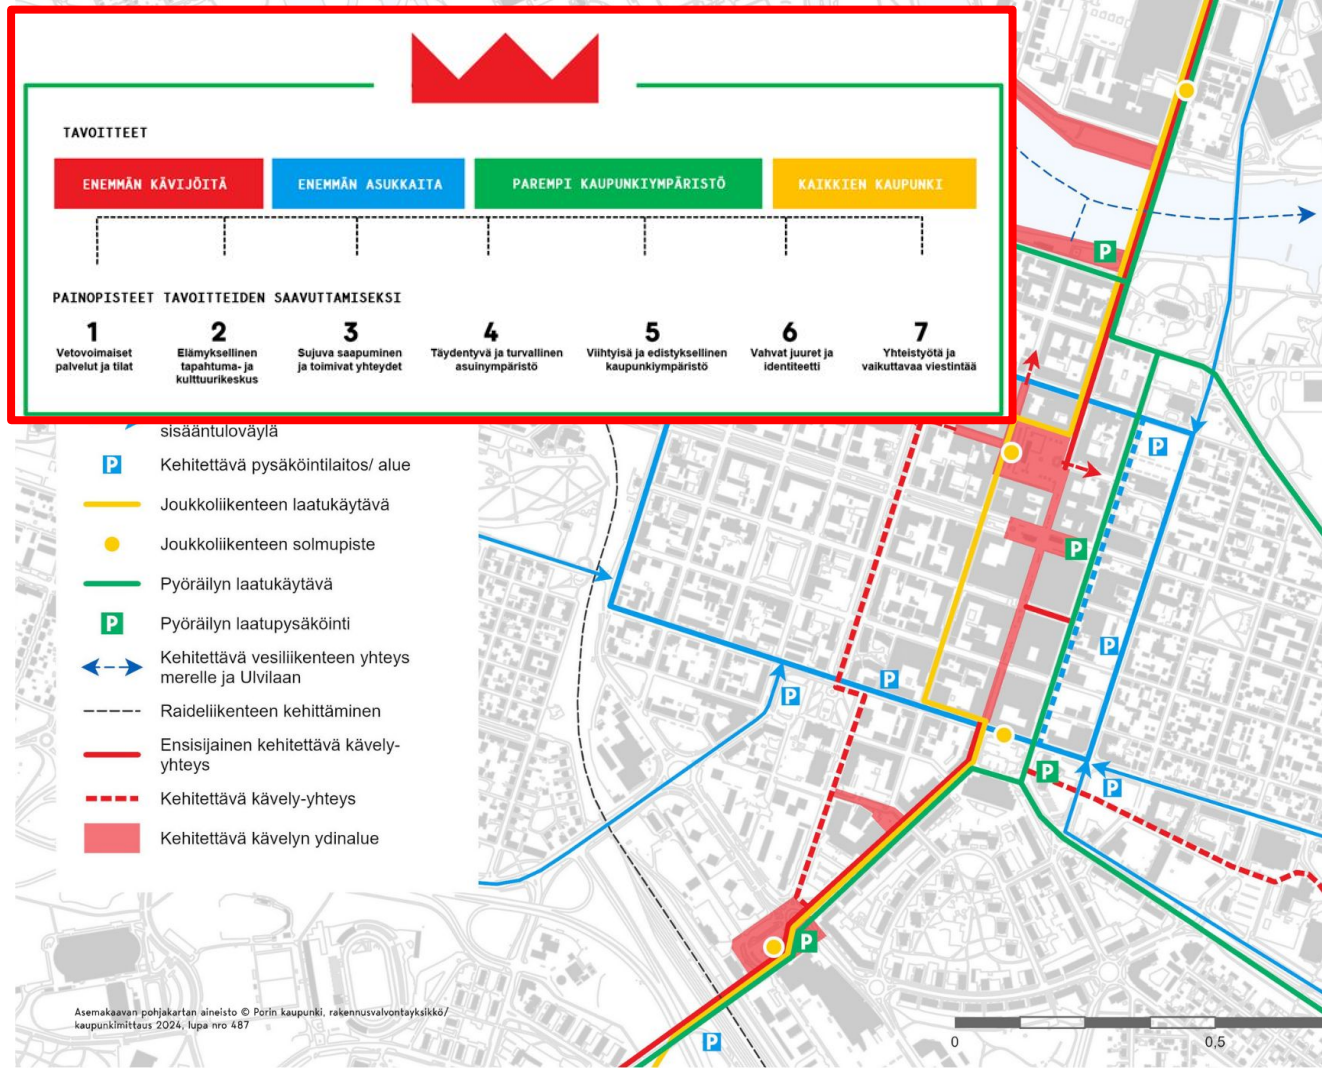 TAVOITTEET
ENEMMÄN KÄVIJÖITÄ
ENEMMÄN ASUKKAITA
PAREMPI KAUPUNKIYMPÄRISTÖ
KAIKKIEN KAUPUNKI
PAINOPISTEET TAVOITTEIDEN SAAVUTTAMISEKSI
1
Vetovoimaiset
palvelut ja tilat
2
Elämyksellinen
tapahtuma- ja
kulttuurikeskus
3
Sujuva saapuminen
ja toimivat yhteydet
4
Täydentyvä ja turvallinen
asuinympäristö
5
Viihtyisä ja edistyksellinen
kaupunkiympäristö
6
Vahvat juuret ja
identiteetti
7
Yhteistyötä ja
vaikuttavaa viestintää
sisääntuloväylä
P Kehitettävä pysäköintilaitos/ alue
Joukkoliikenteen laatukäytävä
Joukkoliikenteen solmupiste
Pyöräilyn laatukäytävä
P Pyöräilyn laatupysäköinti
Kehitettävä vesiliikenteen yhteys
merelle ja Ulvilaan
Raideliikenteen kehittäminen
Ensisijainen kehitettävä kävely-
yhteys
Kehitettävä kävely-yhteys
Kehitettävä kävelyn ydinalue
P
P
P
P
P
P
P
P
P
P
Asemakaavan pohjakartan aineisto © Porin kaupunki, rakennusvalvontayksikkö/
kaupunkimittaus 2024, lupa nro 487
0
0,5